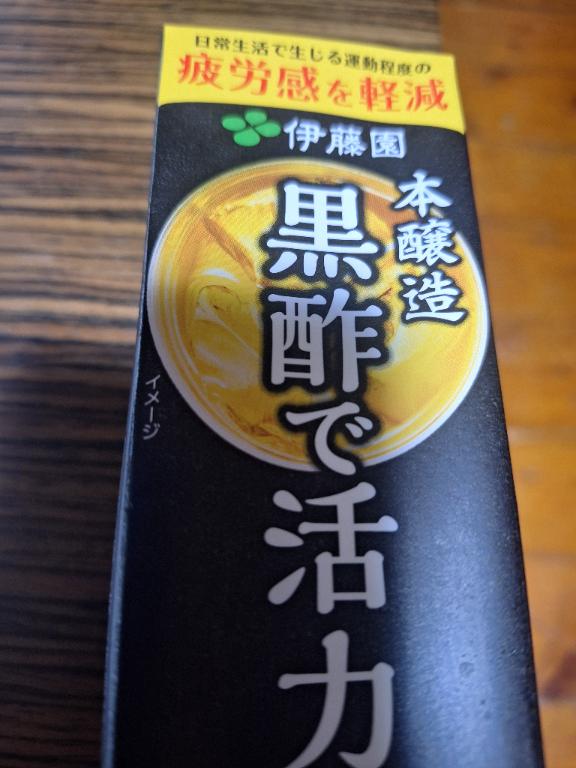 日常生活で生じる運動程度の
疲労感を軽減
伊藤園
本醸造
黒酢で活力
イメージ